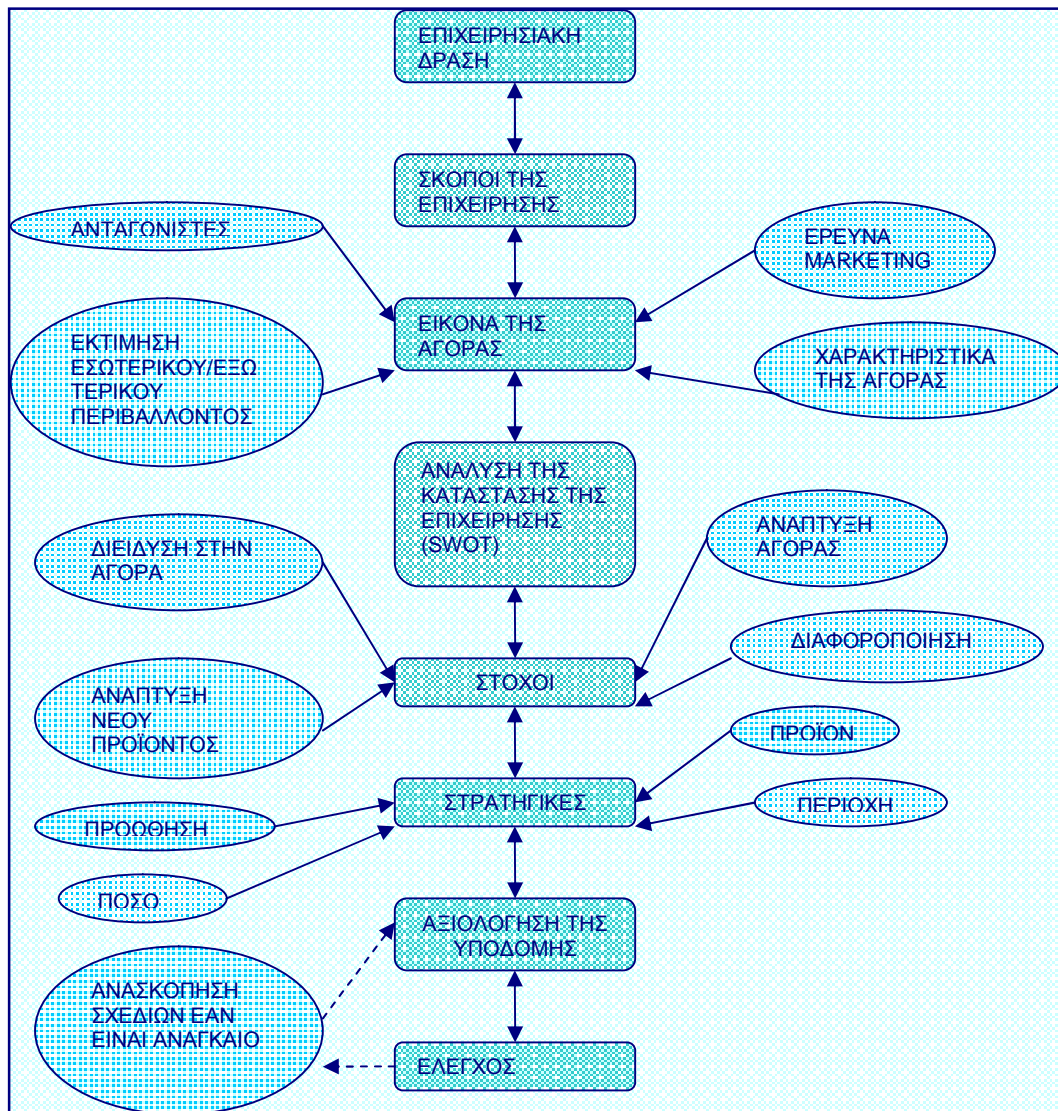 ΕΠΙΧΕΙΡΗΣΙΑΚΗ
ΔΡΑΣΗ
ΣΚΟΠΟΙ ΤΗΣ
ΕΠΙΧΕΙΡΗΣΗΣ
ΑΝΤΑΓΩΝΙΣΤΕΣ
ΕΡΕΥΝΑ
MARKETING
ΕΙΚΟΝΑ ΤΗΣ
ΑΓΟΡΑΣ
ΕΚΤΙΜΗΣΗ
ΕΣΩΤΕΡΙΚΟΥ/ΕΞΩ
ΤΕΡΙΚΟΥ
ΠΕΡΙΒΑΛΛΟΝΤΟΣ
ΧΑΡΑΚΤΗΡΙΣΤΙΚΑ
ΤΗΣ ΑΓΟΡΑΣ
ΑΝΑΛΥΣΗ ΤΗΣ
ΚΑΤΑΣΤΑΣΗΣ ΤΗΣ
ΕΠΙΧΕΙΡΗΣΗΣ
(SWOT)
ΔΙΕΙΔΥΣΗ ΣΤΗΝ
ΑΓΟΡΑ
ΑΝΑΠΤΥΞΗ
ΑΓΟΡΑΣ
ΔΙΑΦΟΡΟΠΟΙΗΣΗ
ΣΤΟΧΟΙ
ΑΝΑΠΤΥΞΗ
ΝΕΟΥ
ΠΡΟΪΟΝΤΟΣ
ΠΡΟΪΟΝ
ΣΤΡΑΤΗΓΙΚΕΣ
ΠΕΡΙΟΧΗ
ΠΡΟΩΘΗΣΗ
ΠΟΣΟ
ΑΞΙΟΛΟΓΗΣΗ ΤΗΣ
ΥΠΟΔΟΜΗΣ
ΑΝΑΣΚΟΠΗΣΗ
ΣΧΕΔΙΩΝ ΕΑΝ
ΕΙΝΑΙ ΑΝΑΓΚΑΙΟ
ΕΛΕΓΧΟΣ